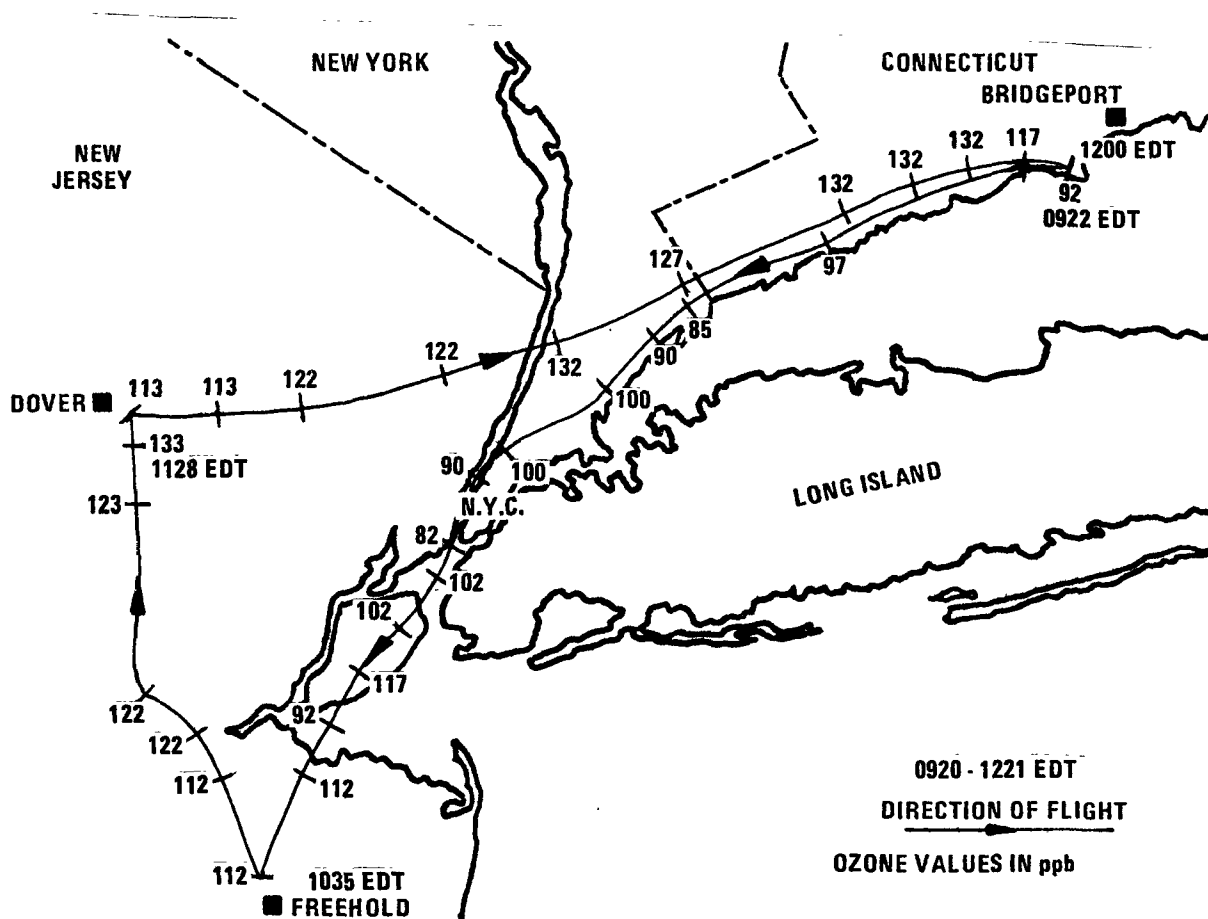 NEW YORK
CONNECTICUT
BRIDGEPORT
NEW
JERSEY
117
1200 EDT
132
132
132
92
0922 EDT
97
127
85
90
132
122
100
122
113
113
DOVER
133
1128 EDT
100
90
123
N.Y.C.
LONG ISLAND
82
102
102
117
122
92
122
112
112
0920 - 1221 EDT
DIRECTION OF FLIGHT
OZONE VALUES IN ppb
112
1035 EDT
FREEHOLD